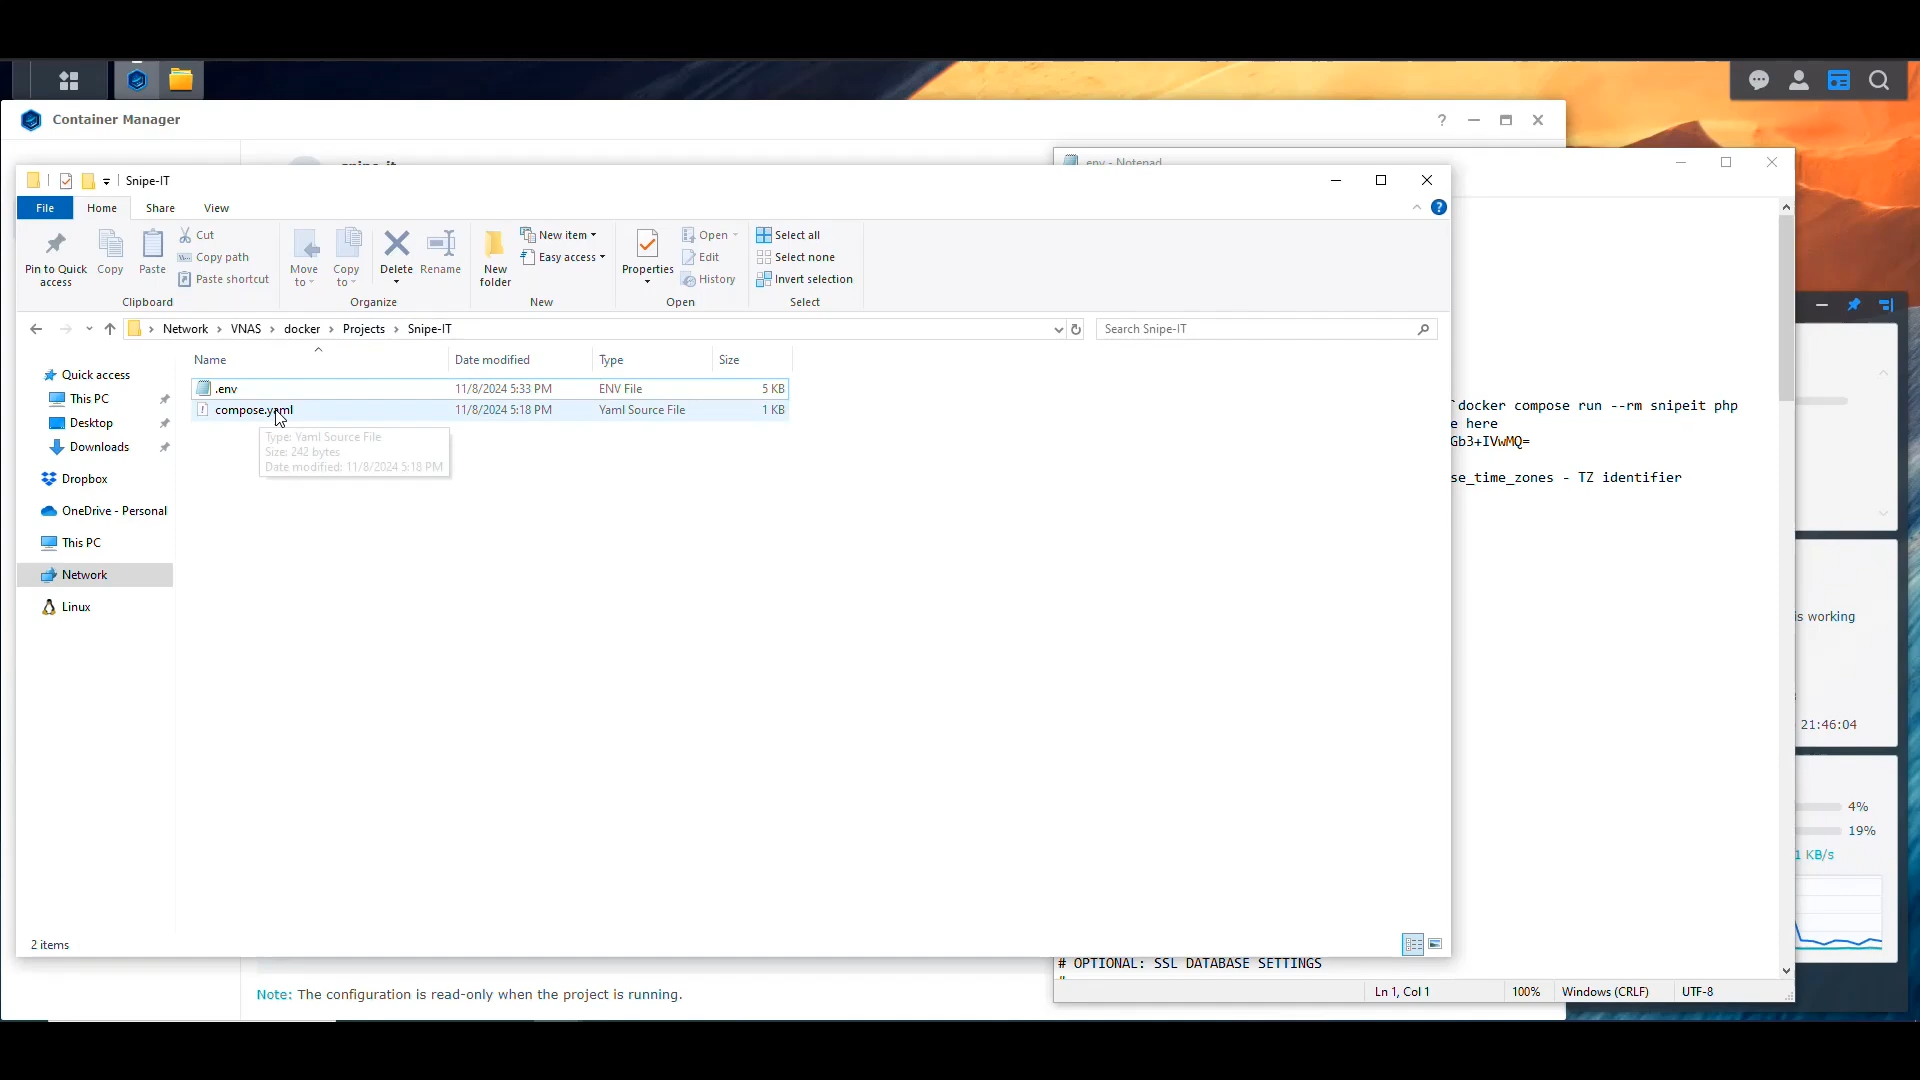 Container Manager
?
snipe-it
env - Notepad
Snipe-IT
File
Home
Share
View
?
Pin to Quick
access
Copy
Paste
Cut
Copy path
Paste shortcut
Clipboard
Move
to
Copy
to
Delete
Rename
Organize
New
folder
New item
Easy access
New
Properties
Open
Edit
History
Open
Select all
Select none
Invert selection
Select
Network
VNAS
docker
Projects
Snipe-IT
Search Snipe-IT
Name
Date modified
Type
Size
Quick access
This PC
Desktop
Downloads
Dropbox
OneDrive - Personal
This PC
Network
Linux
.env 11/8/2024 5:33 PM ENV File 5 KB
compose.yaml 11/8/2024 5:18 PM Yaml Source File 1 KB
Type: Yaml Source File
Size: 242 bytes
Date modified: 11/8/2024 5:18 PM
docker compose run --rm snipeit php
e here
Gb3+IVwMQ=
se_time_zones - TZ identifier
is working
21:46:04
4%
19%
1 KB/s
2 items
# OPTIONAL: SSL DATABASE SETTINGS
Ln 1, Col 1
100%
Windows (CRLF)
UTF-8
Note: The configuration is read-only when the project is running.